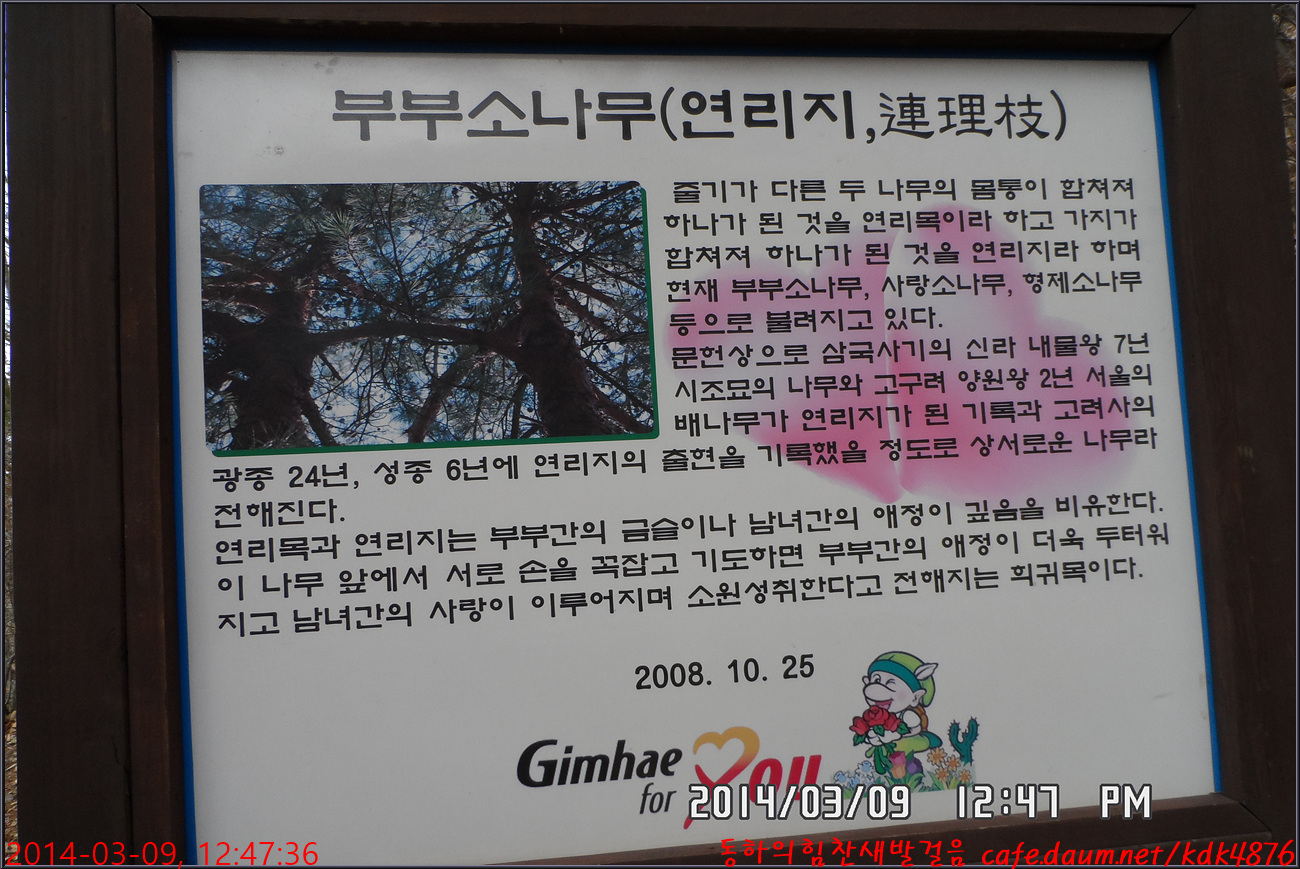 부부소나무(연리지,連理枝)
줄기가 다른 두 나무의 몸통이 합쳐져
하나가 된 것을 연리목이라 하고 가지가
합쳐져 하나가 된 것을 연리지라 하며
현재 부부소나무, 사랑소나무, 형제소나무
등으로 불려지고 있다.
문헌상으로 삼국사기의 신라 내물왕 7년
시조묘의 나무와 고구려 양원왕 2년 서울의
배나무가 연리지가 된 기록과 고려사의
광종 24년, 성종 6년에 연리지의 출현을 기록했을 정도로 상서로운 나무라
전해진다.
연리목과 연리지는 부부간의 금슬이나 남녀간의 애정이 깊음을 비유한다.
이 나무 앞에서 서로 손을 꼭잡고 기도하면 부부간의 애정이 더욱 두터워
지고 남녀간의 사랑이 이루어지며 소원성취한다고 전해지는 희귀목이다.
2008. 10. 25
Gimhae
for You
2014/03/09 12:47 PM
2014-03-09, 12:47:36
동하의힘찬새발걸음 cafe.daum.net/kdk4876